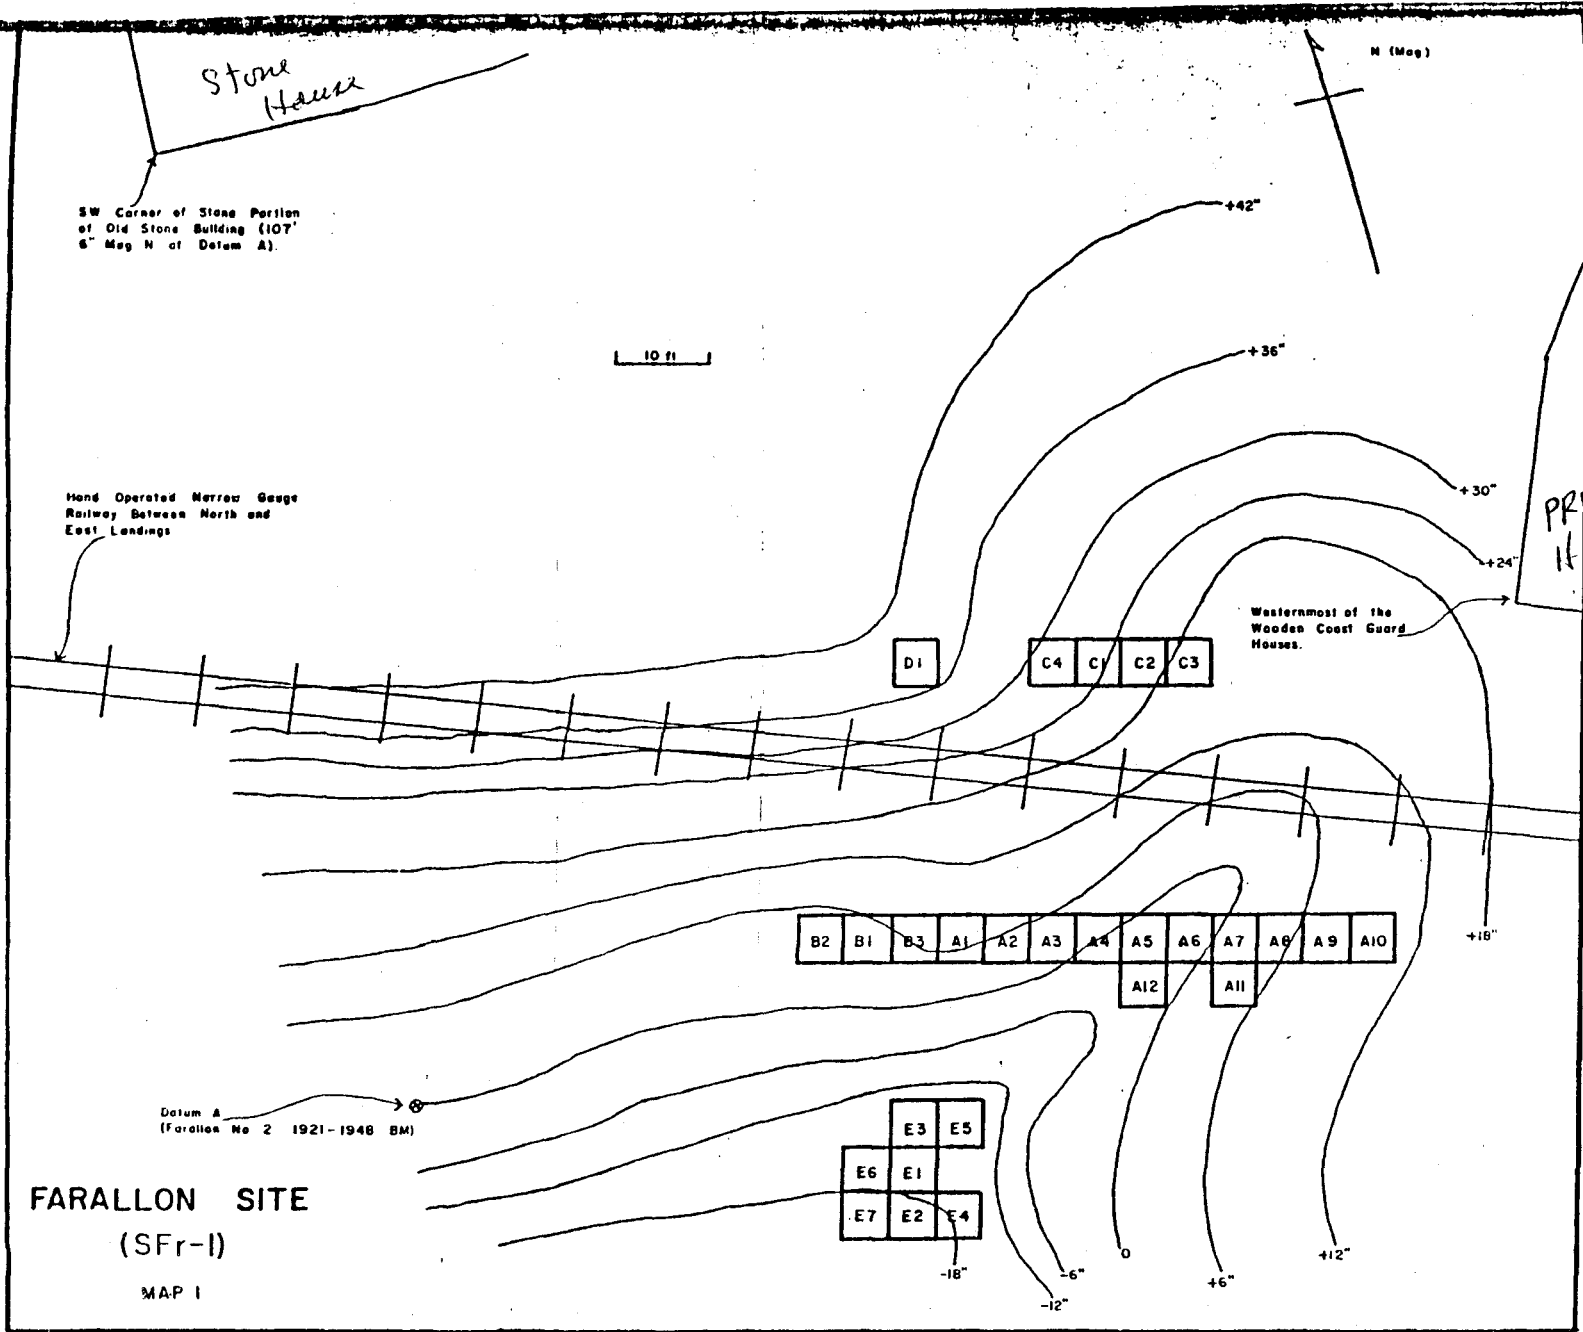 Stone
House
N (Mag)
SW Corner of Stone Portion
of Old Stone Building (107'
6" Mag N of Datum A).
+42"
10 ft
+36"
+30"
Hand Operated Narrow Gauge
Railway Between North and
East Landings
+24"
Westernmost of the
Wooden Coast Guard
Houses.
D1
C4 C1 C2 C3
B2 B1 B3 A1 A2 A3 A4 A5 A6 A7 A8 A9 A10
+18"
A12 A11
Datum A
(Farallon No 2 1921-1948 BM)
E3 E5
E6 E1
E7 E2 E4
FARALLON SITE
(SFr-1)
MAP 1
-18"
-12"
-6"
0
+6"
+12"